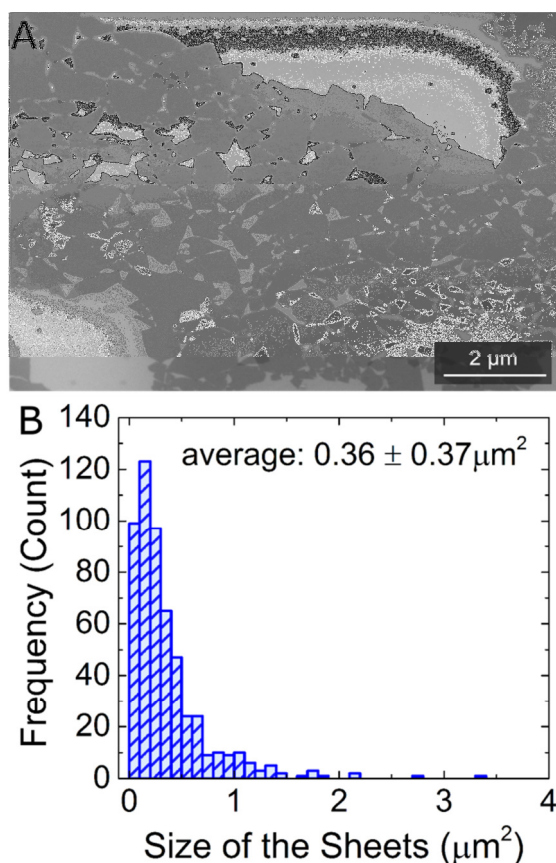 A
2 μm
B
average: 0.36 ± 0.37μm²
Frequency (Count)
140
120
100
80
60
40
20
0
0
1
2
3
4
Size of the Sheets (μm²)